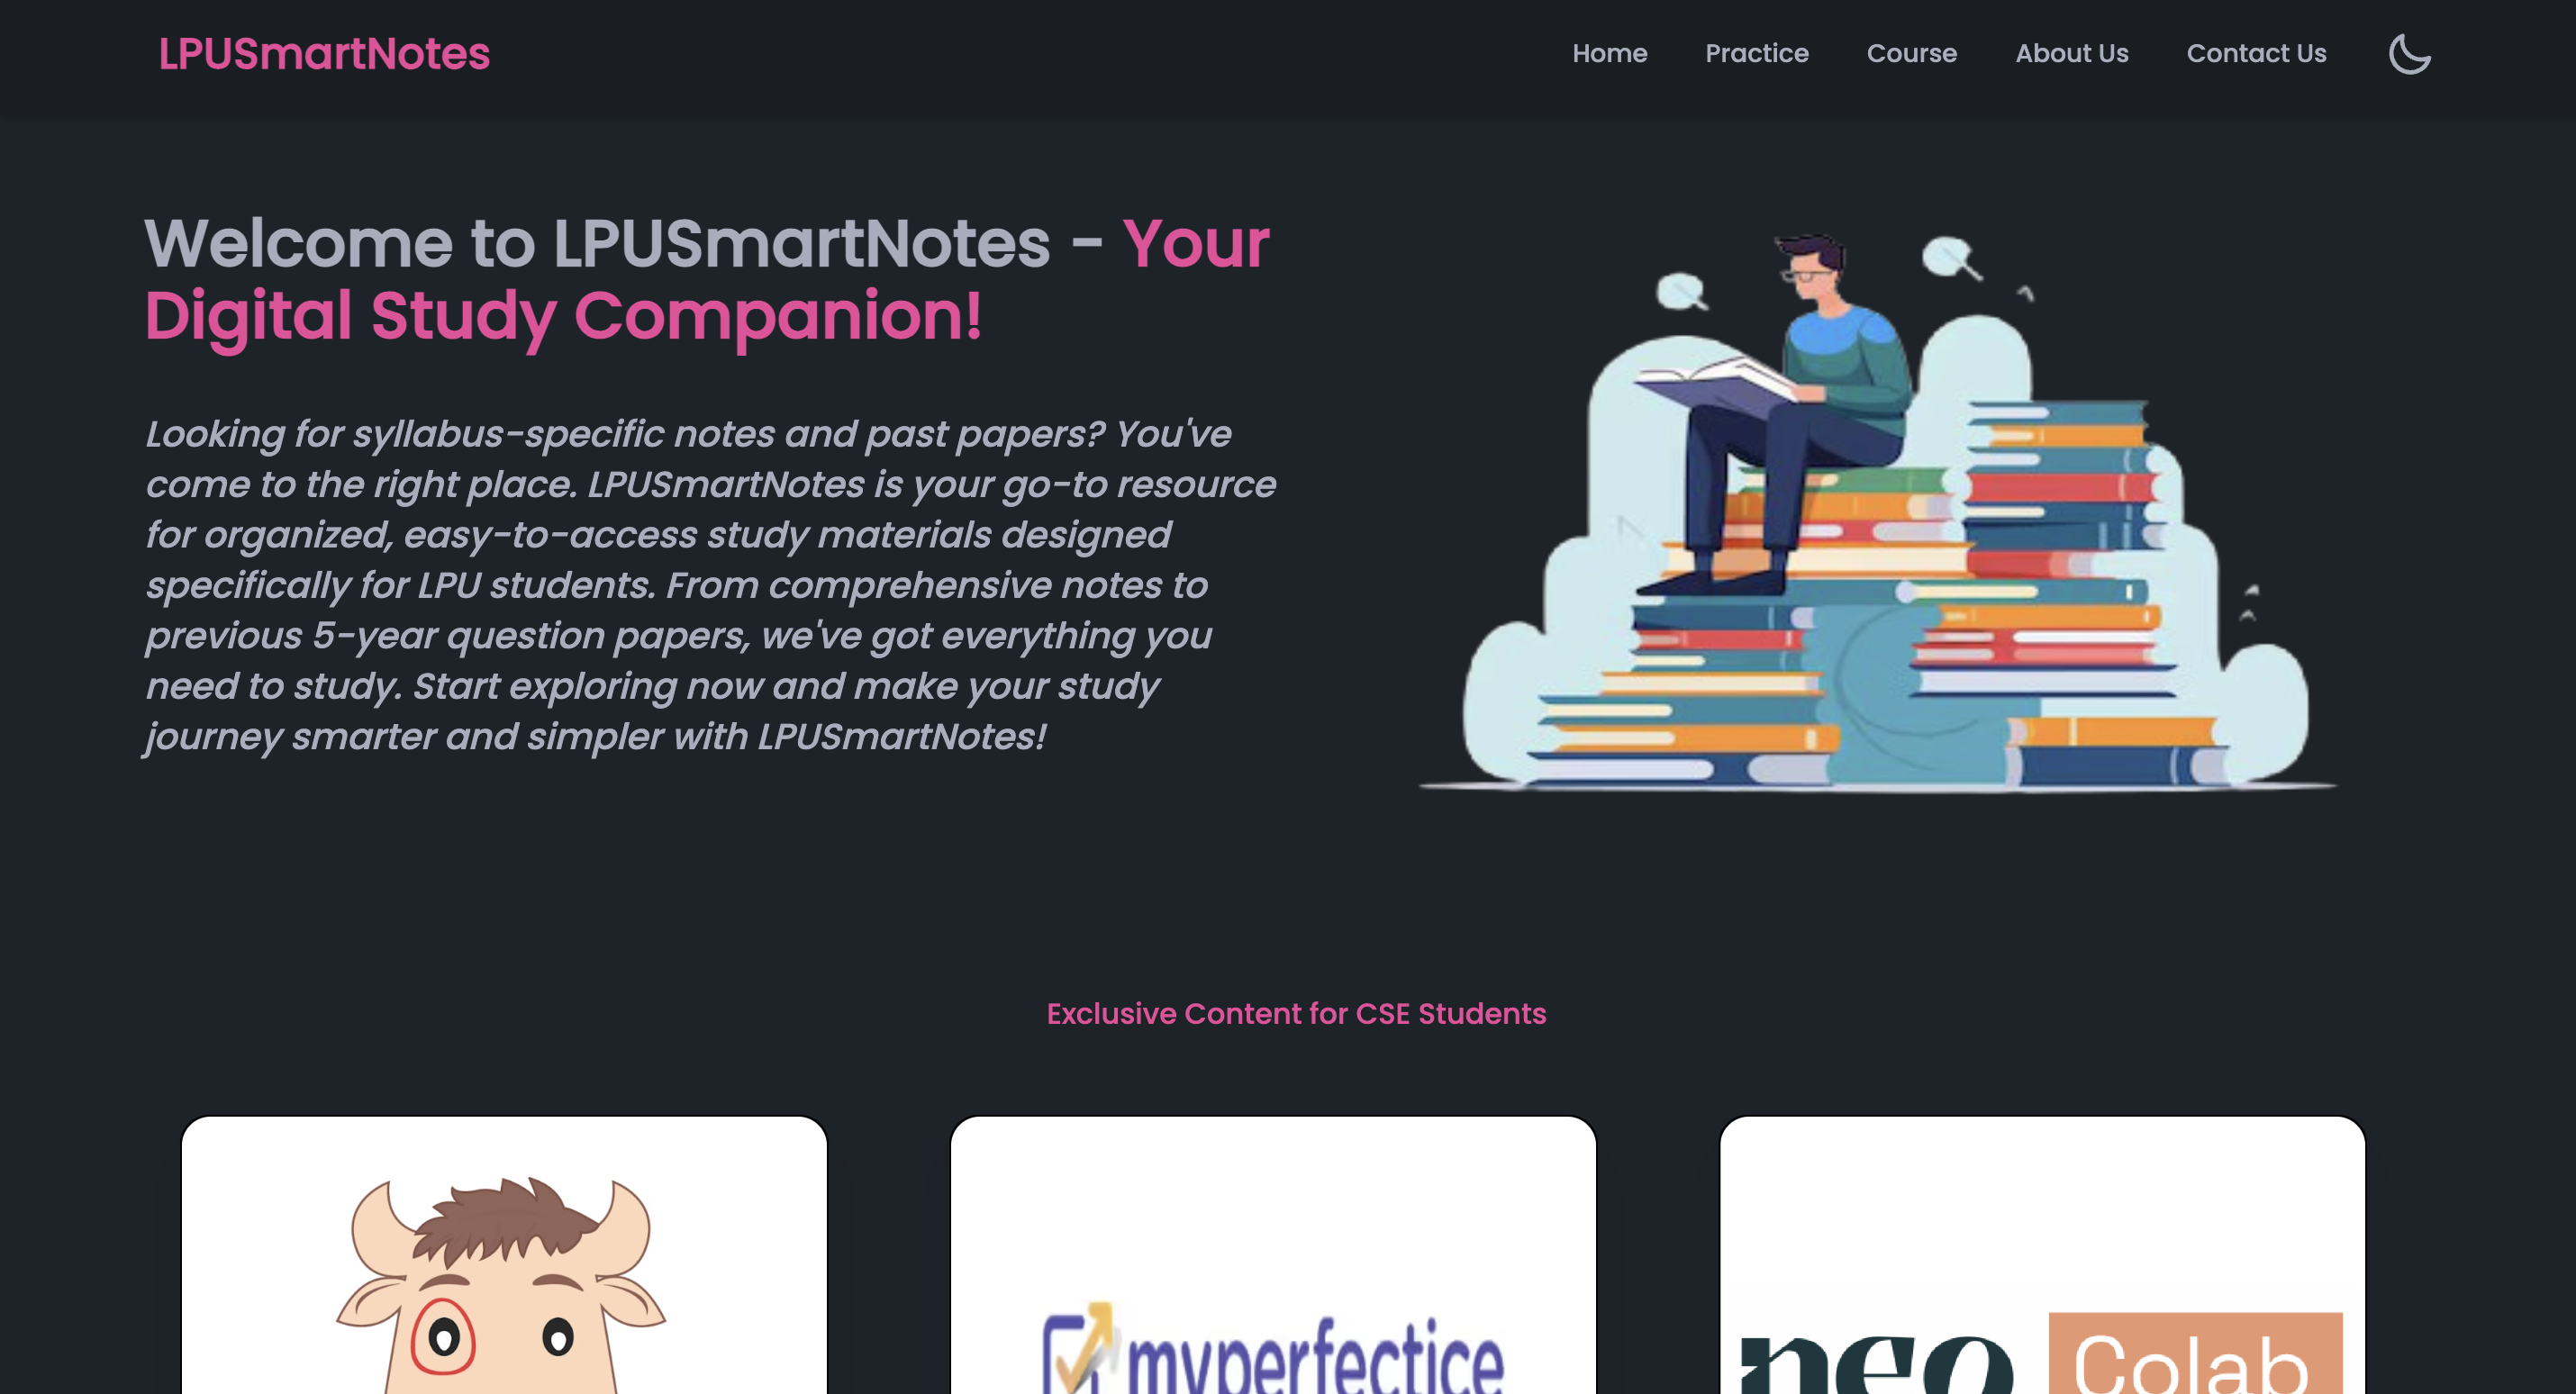 LPUSmartNotes
Home Practice Course About Us Contact Us
Welcome to LPUSmartNotes - Your
Digital Study Companion!
Looking for syllabus-specific notes and past papers? You've
come to the right place. LPUSmartNotes is your go-to resource
for organized, easy-to-access study materials designed
specifically for LPU students. From comprehensive notes to
previous 5-year question papers, we've got everything you
need to study. Start exploring now and make your study
journey smarter and simpler with LPUSmartNotes!
Exclusive Content for CSE Students
myperfectice
neo Colab